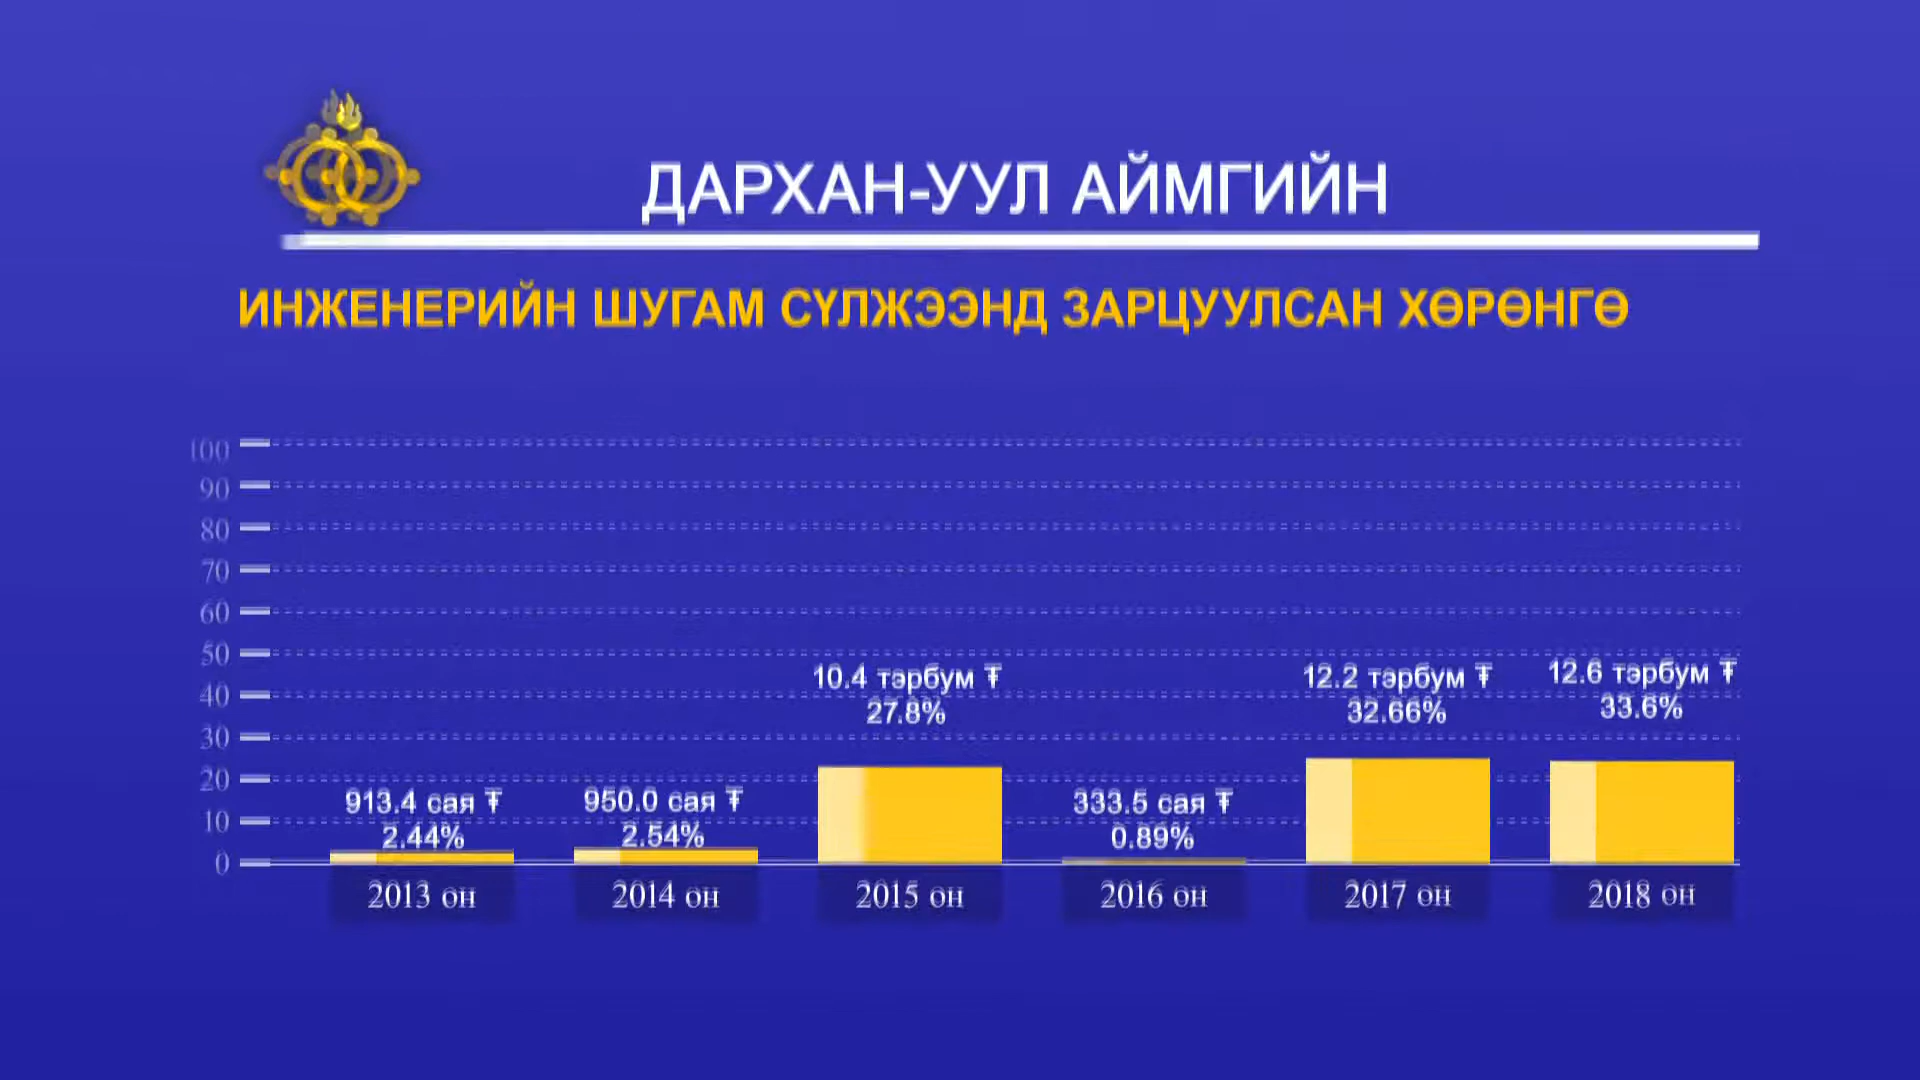 ДАРХАН-УУЛ АЙМГИЙН
ИНЖЕНЕРИЙН ШУГАМ СҮЛЖЭЭНД ЗАРЦУУЛСАН ХӨРӨНГӨ
100
90
80
70
60
50
40
30
20
10
0
913.4 сая ₮
2.44%
950.0 сая ₮
2.54%
10.4 тэрбум ₮
27.8%
333.5 сая ₮
0.89%
12.2 тэрбум ₮
32.66%
12.6 тэрбум ₮
33.6%
2013 он
2014 он
2015 он
2016 он
2017 он
2018 он